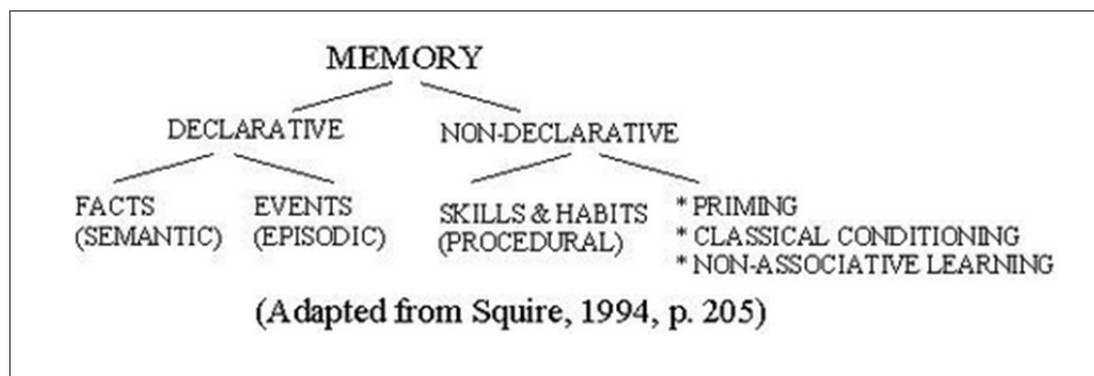 MEMORY
DECLARATIVE
NON-DECLARATIVE
FACTS
(SEMANTIC)
EVENTS
(EPISODIC)
SKILLS & HABITS
(PROCEDURAL)
* PRIMING
* CLASSICAL CONDITIONING
* NON-ASSOCIATIVE LEARNING
(Adapted from Squire, 1994, p. 205)